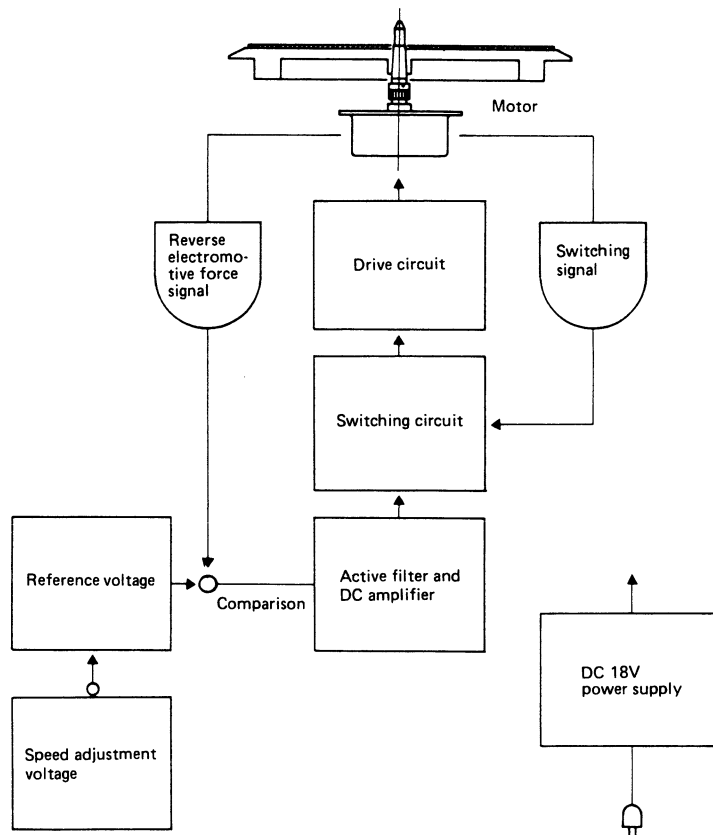 Motor
Reverse
electromo-
tive force
signal
Drive circuit
Switching
signal
Switching circuit
Reference voltage
Comparison
Active filter and
DC amplifier
DC 18V
power supply
Speed adjustment
voltage